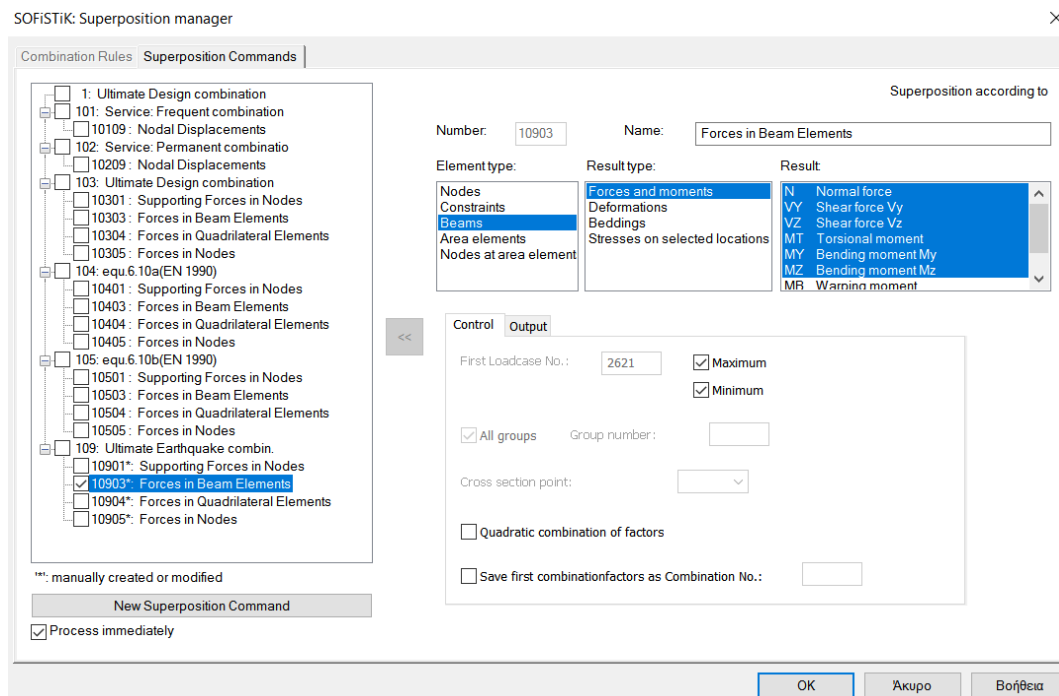 SOFiSTiK: Superposition manager
Combination Rules
Superposition Commands
1: Ultimate Design combination
101: Service: Frequent combination
10109 : Nodal Displacements
102: Service: Permanent combinatio
10209 : Nodal Displacements
103: Ultimate Design combination
10301 : Supporting Forces in Nodes
10303 : Forces in Beam Elements
10304 : Forces in Quadrilateral Elements
10305 : Forces in Nodes
104: equ.6.10a(EN 1990)
10401 : Supporting Forces in Nodes
10403 : Forces in Beam Elements
10404 : Forces in Quadrilateral Elements
10405 : Forces in Nodes
105: equ.6.10b(EN 1990)
10501 : Supporting Forces in Nodes
10503 : Forces in Beam Elements
10504 : Forces in Quadrilateral Elements
10505 : Forces in Nodes
109: Ultimate Earthquake combin.
10901*: Supporting Forces in Nodes
10903*: Forces in Beam Elements
10904*: Forces in Quadrilateral Elements
10905*: Forces in Nodes
'*': manually created or modified
New Superposition Command
Process immediately
Superposition according to
Number: 10903 Name: Forces in Beam Elements
Element type:
Nodes
Constraints
Beams
Area elements
Nodes at area element
Result type:
Forces and moments
Deformations
Beddings
Stresses on selected locations
Result:
N Normal force
VY Shear force Vy
VZ Shear force Vz
MT Torsional moment
MY Bending moment My
MZ Bending moment Mz
MB Warping moment
<<
Control
Output
First Loadcase No.: 2621
Maximum
Minimum
All groups Group number:
Cross section point:
Quadratic combination of factors
Save first combinationfactors as Combination No.:
OK
Άκυρο
Βοήθεια